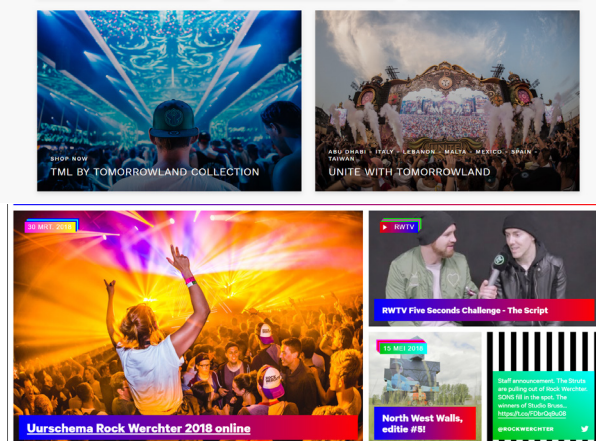 SHOP NOW
TML BY TOMORROWLAND COLLECTION
ABU DHABI - ITALY - LEBANON - MALTA - MEXICO - SPAIN -
TAIWAN
UNITE WITH TOMORROWLAND
30 MRT. 2018
Uurschema Rock Werchter 2018 online
RWTV
RWTV Five Seconds Challenge - The Script
15 MEI 2018
North West Walls,
editie #5!
Staff announcement. The Struts
are pulling out of Rock Werchter.
SONS fill in the spot. The
winners of Studio Bruss...
@ROCKWERCHTER